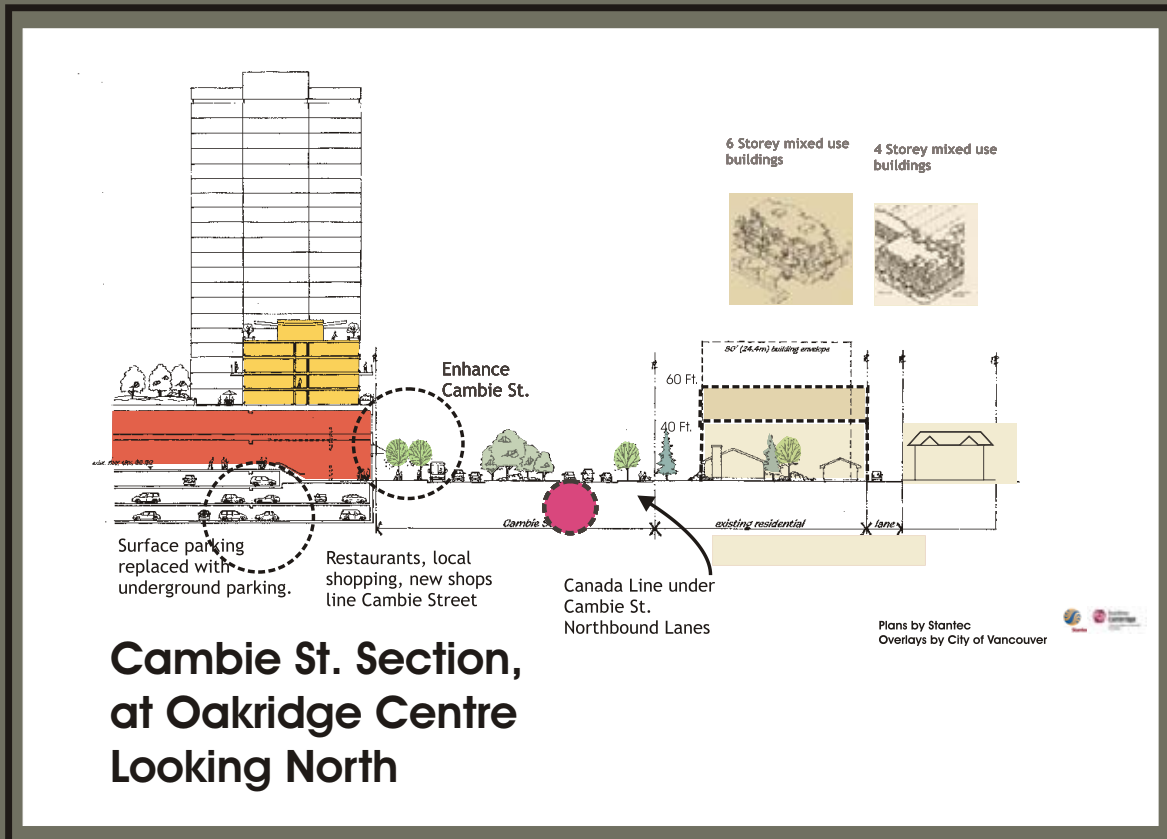 6 Storey mixed use
buildings
4 Storey mixed use
buildings
80' (24.4m) building envelope
60 Ft.
40 Ft.
Enhance
Cambie St.
existing residential
lane
Surface parking
replaced with
underground parking.
Restaurants, local
shopping, new shops
line Cambie Street
Canada Line under
Cambie St.
Northbound Lanes
Plans by Stantec
Overlays by City of Vancouver
Stantec
Cambie St. Section,
at Oakridge Centre
Looking North